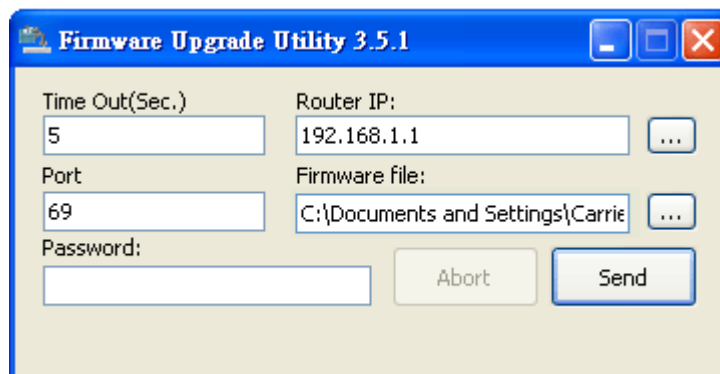 Firmware Upgrade Utility 3.5.1
Time Out(Sec.) Router IP:
5 192.168.1.1 ...
Port Firmware file:
69 C:\Documents and Settings\Carrie ...
Password:
Abort Send